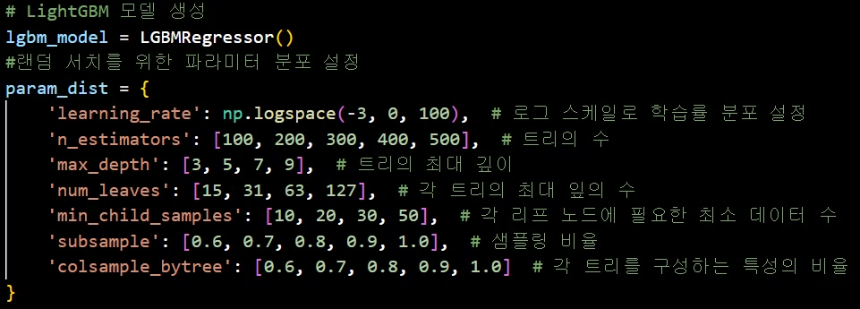 # LightGBM 모델 생성
lgbm_model = LGBMRegressor()
#랜덤 서치를 위한 파라미터 분포 설정
param_dist = {
    'learning_rate': np.logspace(-3, 0, 100),  # 로그 스케일로 학습률 분포 설정
    'n_estimators': [100, 200, 300, 400, 500],  # 트리의 수
    'max_depth': [3, 5, 7, 9],  # 트리의 최대 깊이
    'num_leaves': [15, 31, 63, 127],  # 각 트리의 최대 잎의 수
    'min_child_samples': [10, 20, 30, 50],  # 각 리프 노드에 필요한 최소 데이터 수
    'subsample': [0.6, 0.7, 0.8, 0.9, 1.0],  # 샘플링 비율
    'colsample_bytree': [0.6, 0.7, 0.8, 0.9, 1.0]  # 각 트리를 구성하는 특성의 비율
}